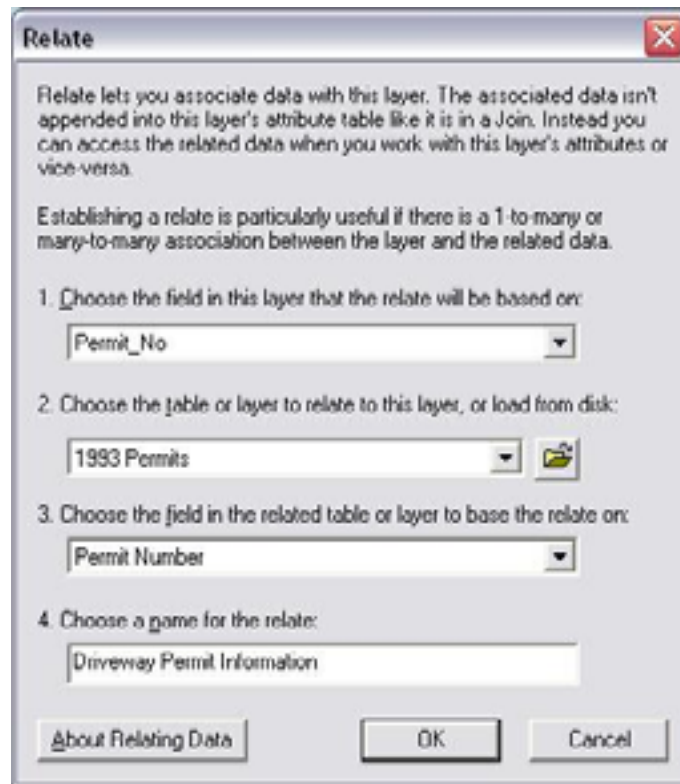 Relate
Relate lets you associate data with this layer. The associated data isn't
appended into this layer's attribute table like it is in a Join. Instead you
can access the related data when you work with this layer's attributes or
vice-versa.
Establishing a relate is particularly useful if there is a 1-to-many or
many-to-many association between the layer and the related data.
1. Choose the field in this layer that the relate will be based on:
Permit_No
2. Choose the table or layer to relate to this layer, or load from disk:
1993 Permits
3. Choose the field in the related table or layer to base the relate on:
Permit Number
4. Choose a name for the relate:
Driveway Permit Information
About Relating Data OK Cancel